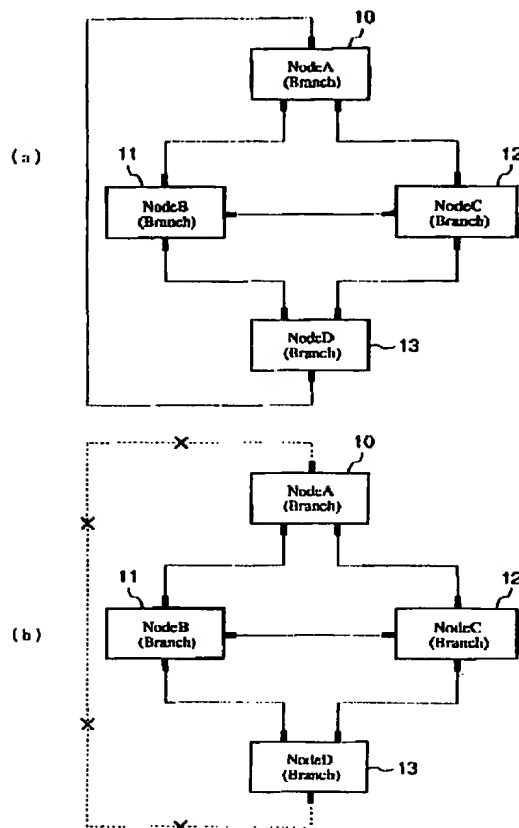 10
NodeA
(Branch)
(a)
11
12
NodeB
(Branch)
NodeC
(Branch)
NodeD
(Branch)
13
10
NodeA
(Branch)
11
12
(b)
NodeB
(Branch)
NodeC
(Branch)
NodeD
(Branch)
13